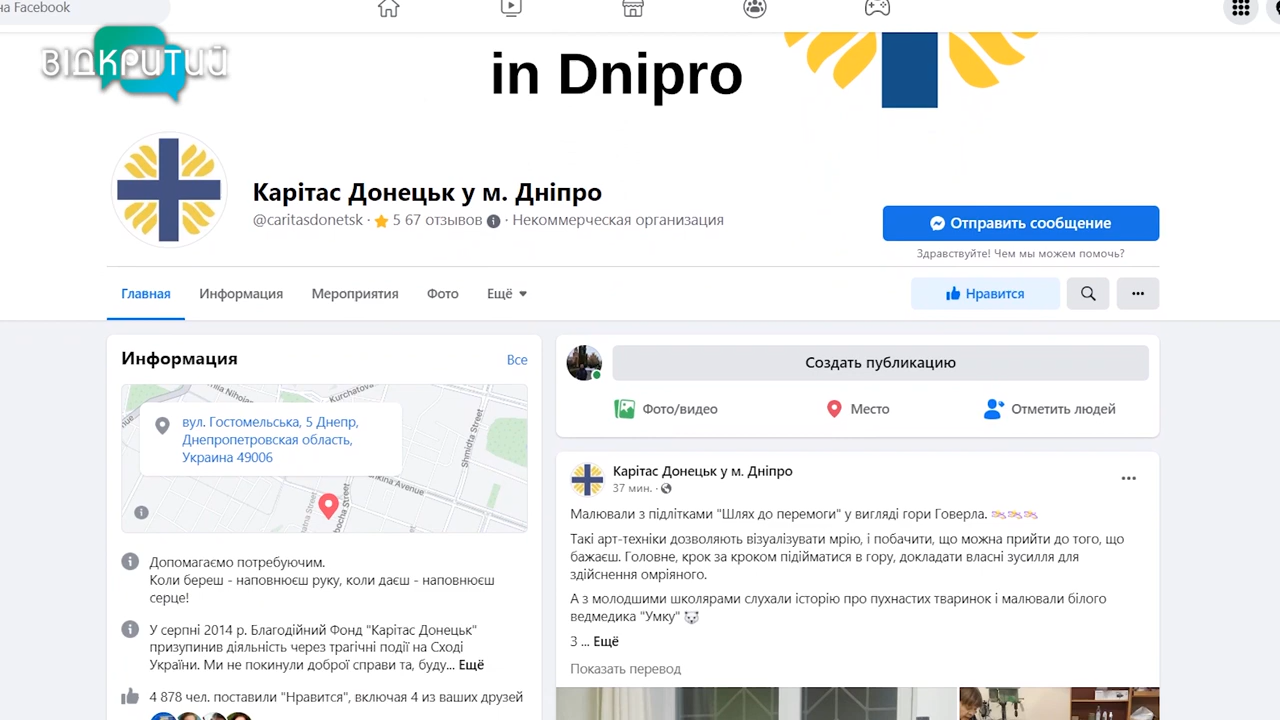 на Facebook
ВІДКРИТИЙ
in Dnipro
Карітас Донецьк у м. Дніпро
@caritasdonetsk · 5 67 отзывов · Некоммерческая организация
Отправить сообщение
Здравствуйте! Чем мы можем помочь?
Главная
Информация
Мероприятия
Фото
Ещё
Нравится
Информация
Все
Kurchatova
Shmidta Street
вул. Гостомельська, 5 Днепр,
Днепропетровская область,
Украина 49006
Avenue
Street
Допомагаємо потребуючим.
Коли береш - наповнюєш руку, коли даєш - наповнюєш
серце!
У серпні 2014 р. Благодійний Фонд "Карітас Донецьк"
призупинив діяльність через трагічні події на Сході
України. Ми не покинули доброї справи та, буду... Ещё
4 878 чел. поставили "Нравится", включая 4 из ваших друзей
Создать публикацию
Фото/видео
Место
Отметить людей
Карітас Донецьк у м. Дніпро
37 мин. ·
Малювали з підлітками "Шлях до перемоги" у вигляді гори Говерла.
Такі арт-техніки дозволяють візуалізувати мрію, і побачити, що можна прийти до того, що
бажаєш. Головне, крок за кроком підійматися в гору, докладати власні зусилля для
здійснення омріяного.
А з молодшими школярами слухали історію про пухнастих тваринок і малювали білого
ведмедика "Умку"
3 ... Ещё
Показать перевод